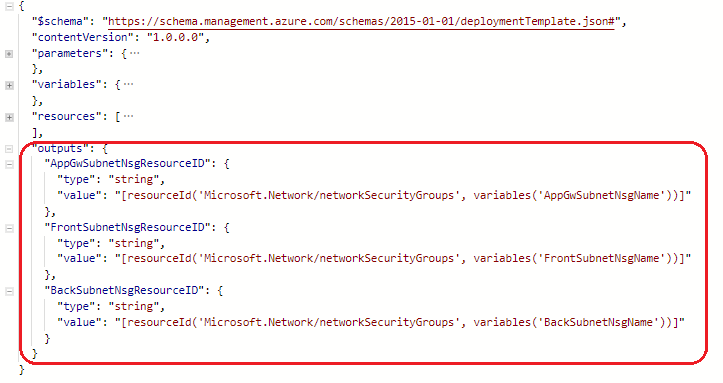 {
"$schema": "https://schema.management.azure.com/schemas/2015-01-01/deploymentTemplate.json#",
"contentVersion": "1.0.0.0",
"parameters": {...
},
"variables": {...
},
"resources": [...
],
"outputs": {
"AppGwSubnetNsgResourceID": {
"type": "string",
"value": "[resourceId('Microsoft.Network/networkSecurityGroups', variables('AppGwSubnetNsgName'))]"
},
"FrontSubnetNsgResourceID": {
"type": "string",
"value": "[resourceId('Microsoft.Network/networkSecurityGroups', variables('FrontSubnetNsgName'))]"
},
"BackSubnetNsgResourceID": {
"type": "string",
"value": "[resourceId('Microsoft.Network/networkSecurityGroups', variables('BackSubnetNsgName'))]"
}
}
}